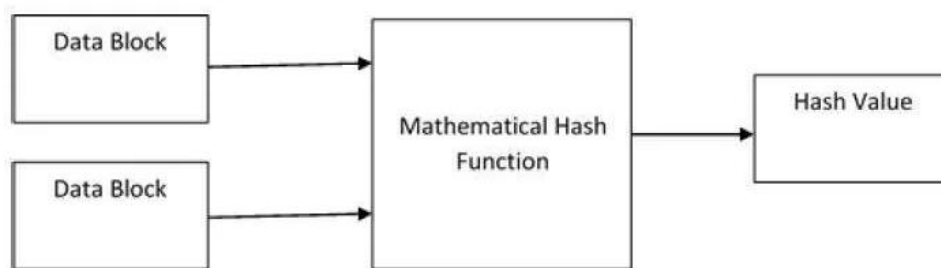 Data Block
Data Block
Mathematical Hash
Function
Hash Value